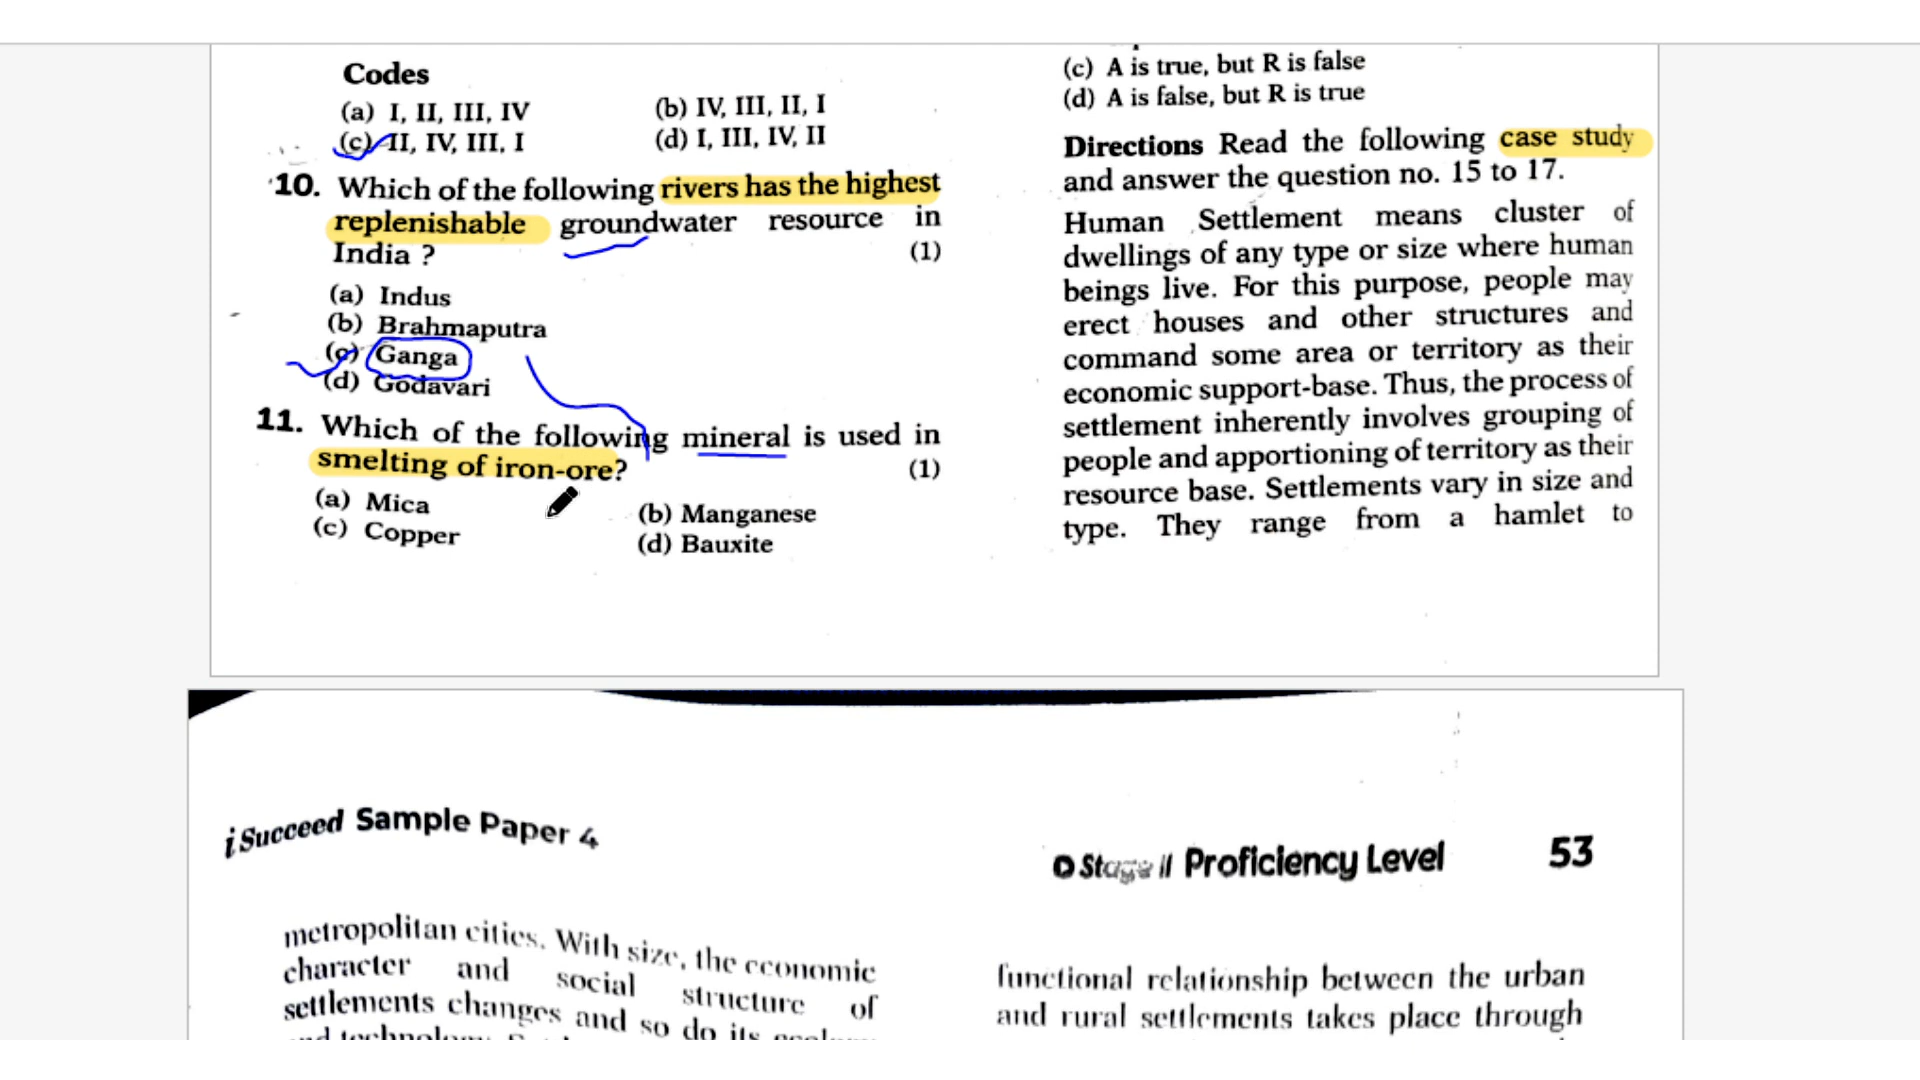 Codes
(a) I, II, III, IV
(b) IV, III, II, I
(c) II, IV, III, I
(d) I, III, IV, II
10. Which of the following rivers has the highest
replenishable groundwater resource in
India ? (1)
(a) Indus
(b) Brahmaputra
(c) Ganga
(d) Godavari
11. Which of the following mineral is used in
smelting of iron-ore? (1)
(a) Mica
(b) Manganese
(c) Copper
(d) Bauxite
(c) A is true, but R is false
(d) A is false, but R is true
Directions Read the following case study
and answer the question no. 15 to 17.
Human Settlement means cluster of
dwellings of any type or size where human
beings live. For this purpose, people may
erect houses and other structures and
command some area or territory as their
economic support-base. Thus, the process of
settlement inherently involves grouping of
people and apportioning of territory as their
resource base. Settlements vary in size and
type. They range from a hamlet to
iSucceed Sample Paper 4
Stage II Proficiency Level 53
metropolitan cities. With size, the economic
character and social structure of
settlements changes and so do its
functional relationship between the urban
and rural settlements takes place through